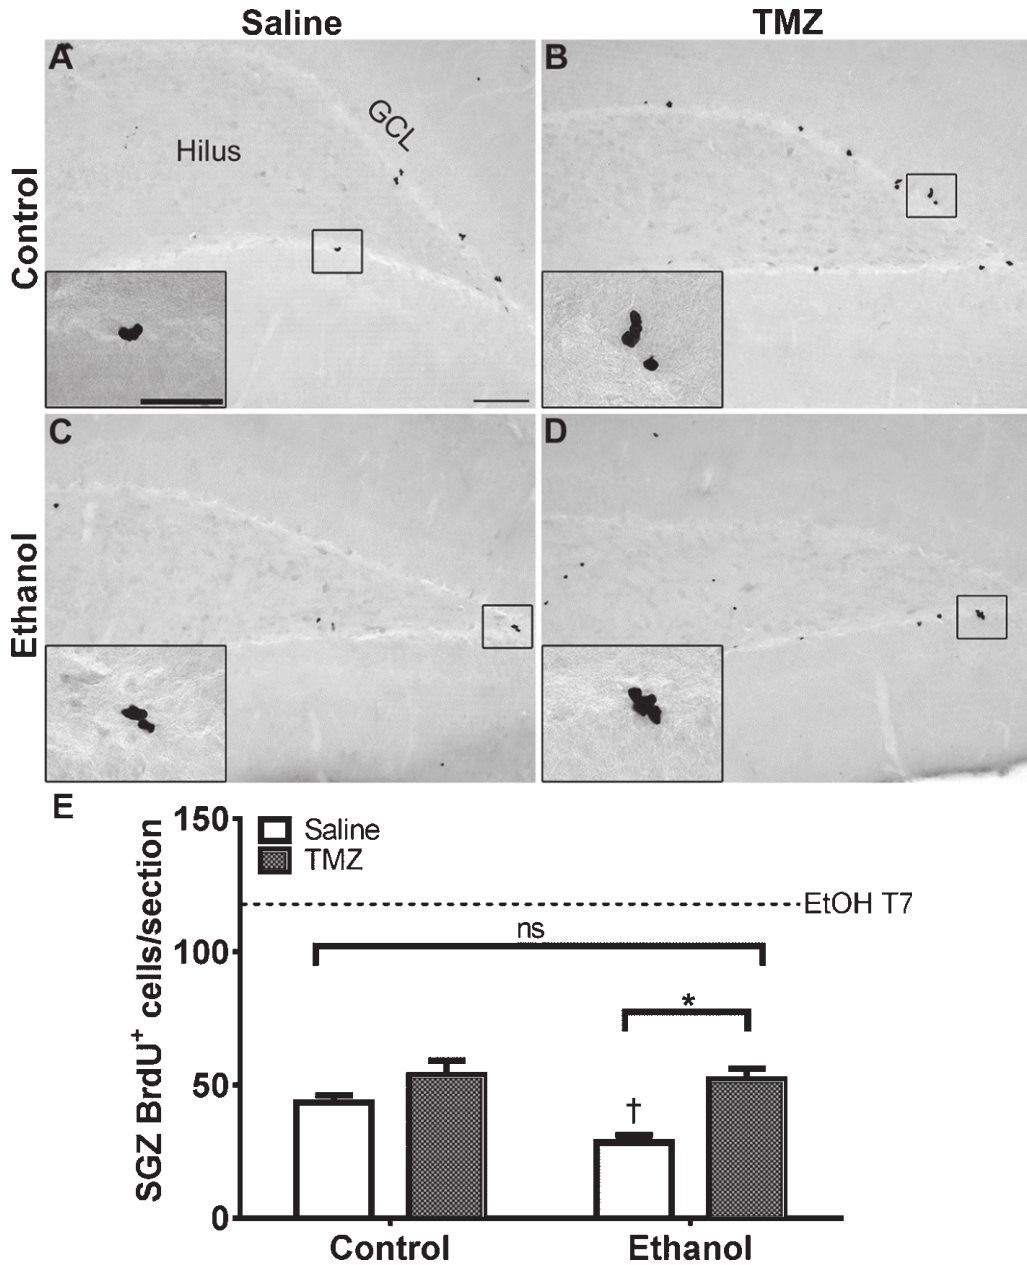 Saline TMZ
Control
A
GCL
Hilus
B
Ethanol
C
D
E
SGZ BrdU⁺ cells/section
150
100
50
0
Saline
TMZ
EtOH T7
ns
*
†
Control Ethanol